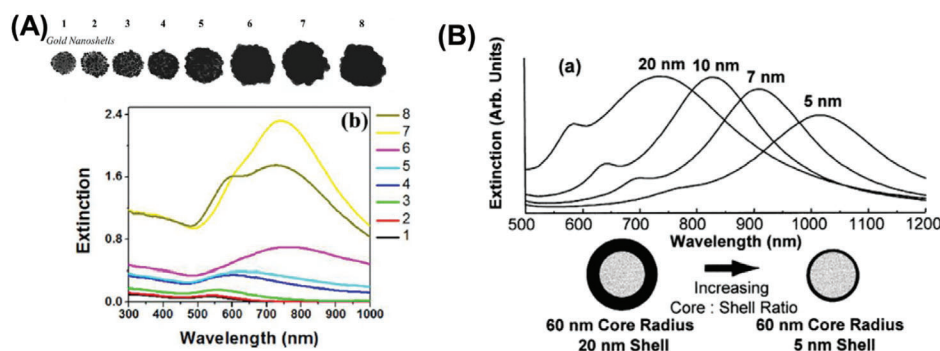 (A)
1 2 3 4 5 6 7 8
Gold Nanoshells
(b)
Extinction
2.4
1.6
0.8
0.0
8
7
6
5
4
3
2
1
300 400 500 600 700 800 900 1000
Wavelength (nm)
(B)
(a)
Extinction (Arb. Units)
20 nm 10 nm 7 nm 5 nm
500 600 700 800 900 1000 1100 1200
Wavelength (nm)
Increasing
Core : Shell Ratio
60 nm Core Radius
20 nm Shell
60 nm Core Radius
5 nm Shell